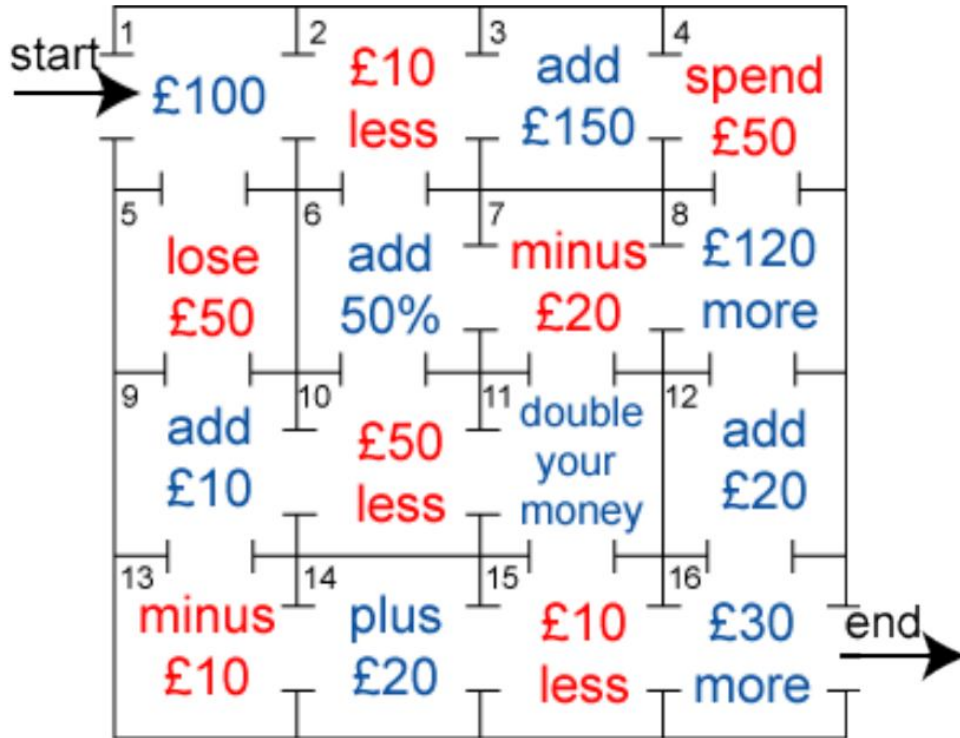 1 2 3 4
start
£100
£10
less
add
£150
spend
£50
5 6 7 8
lose
£50
add
50%
minus
£20
£120
more
9 10 11 12
add
£10
£50
less
double
your
money
add
£20
13 14 15 16
minus
£10
plus
£20
£10
less
£30
more
end